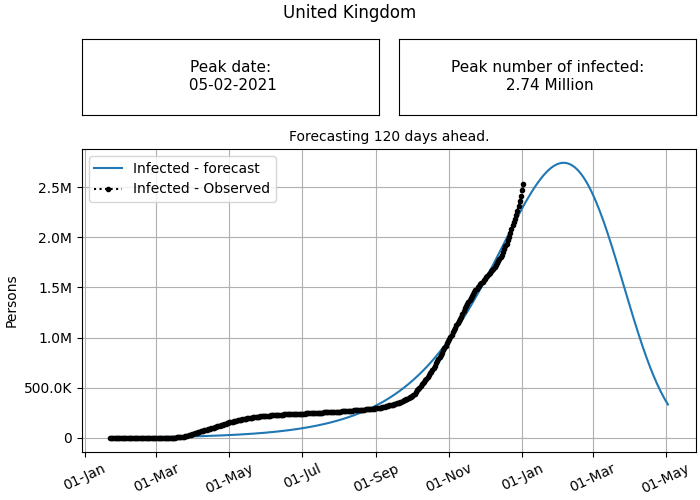 United Kingdom
Peak date:
05-02-2021
Peak number of infected:
2.74 Million
Forecasting 120 days ahead.
Infected - forecast
Infected - Observed
2.5M
2.0M
1.5M
1.0M
500.0K
0
Persons
01-Jan
01-Mar
01-May
01-Jul
01-Sep
01-Nov
01-Jan
01-Mar
01-May